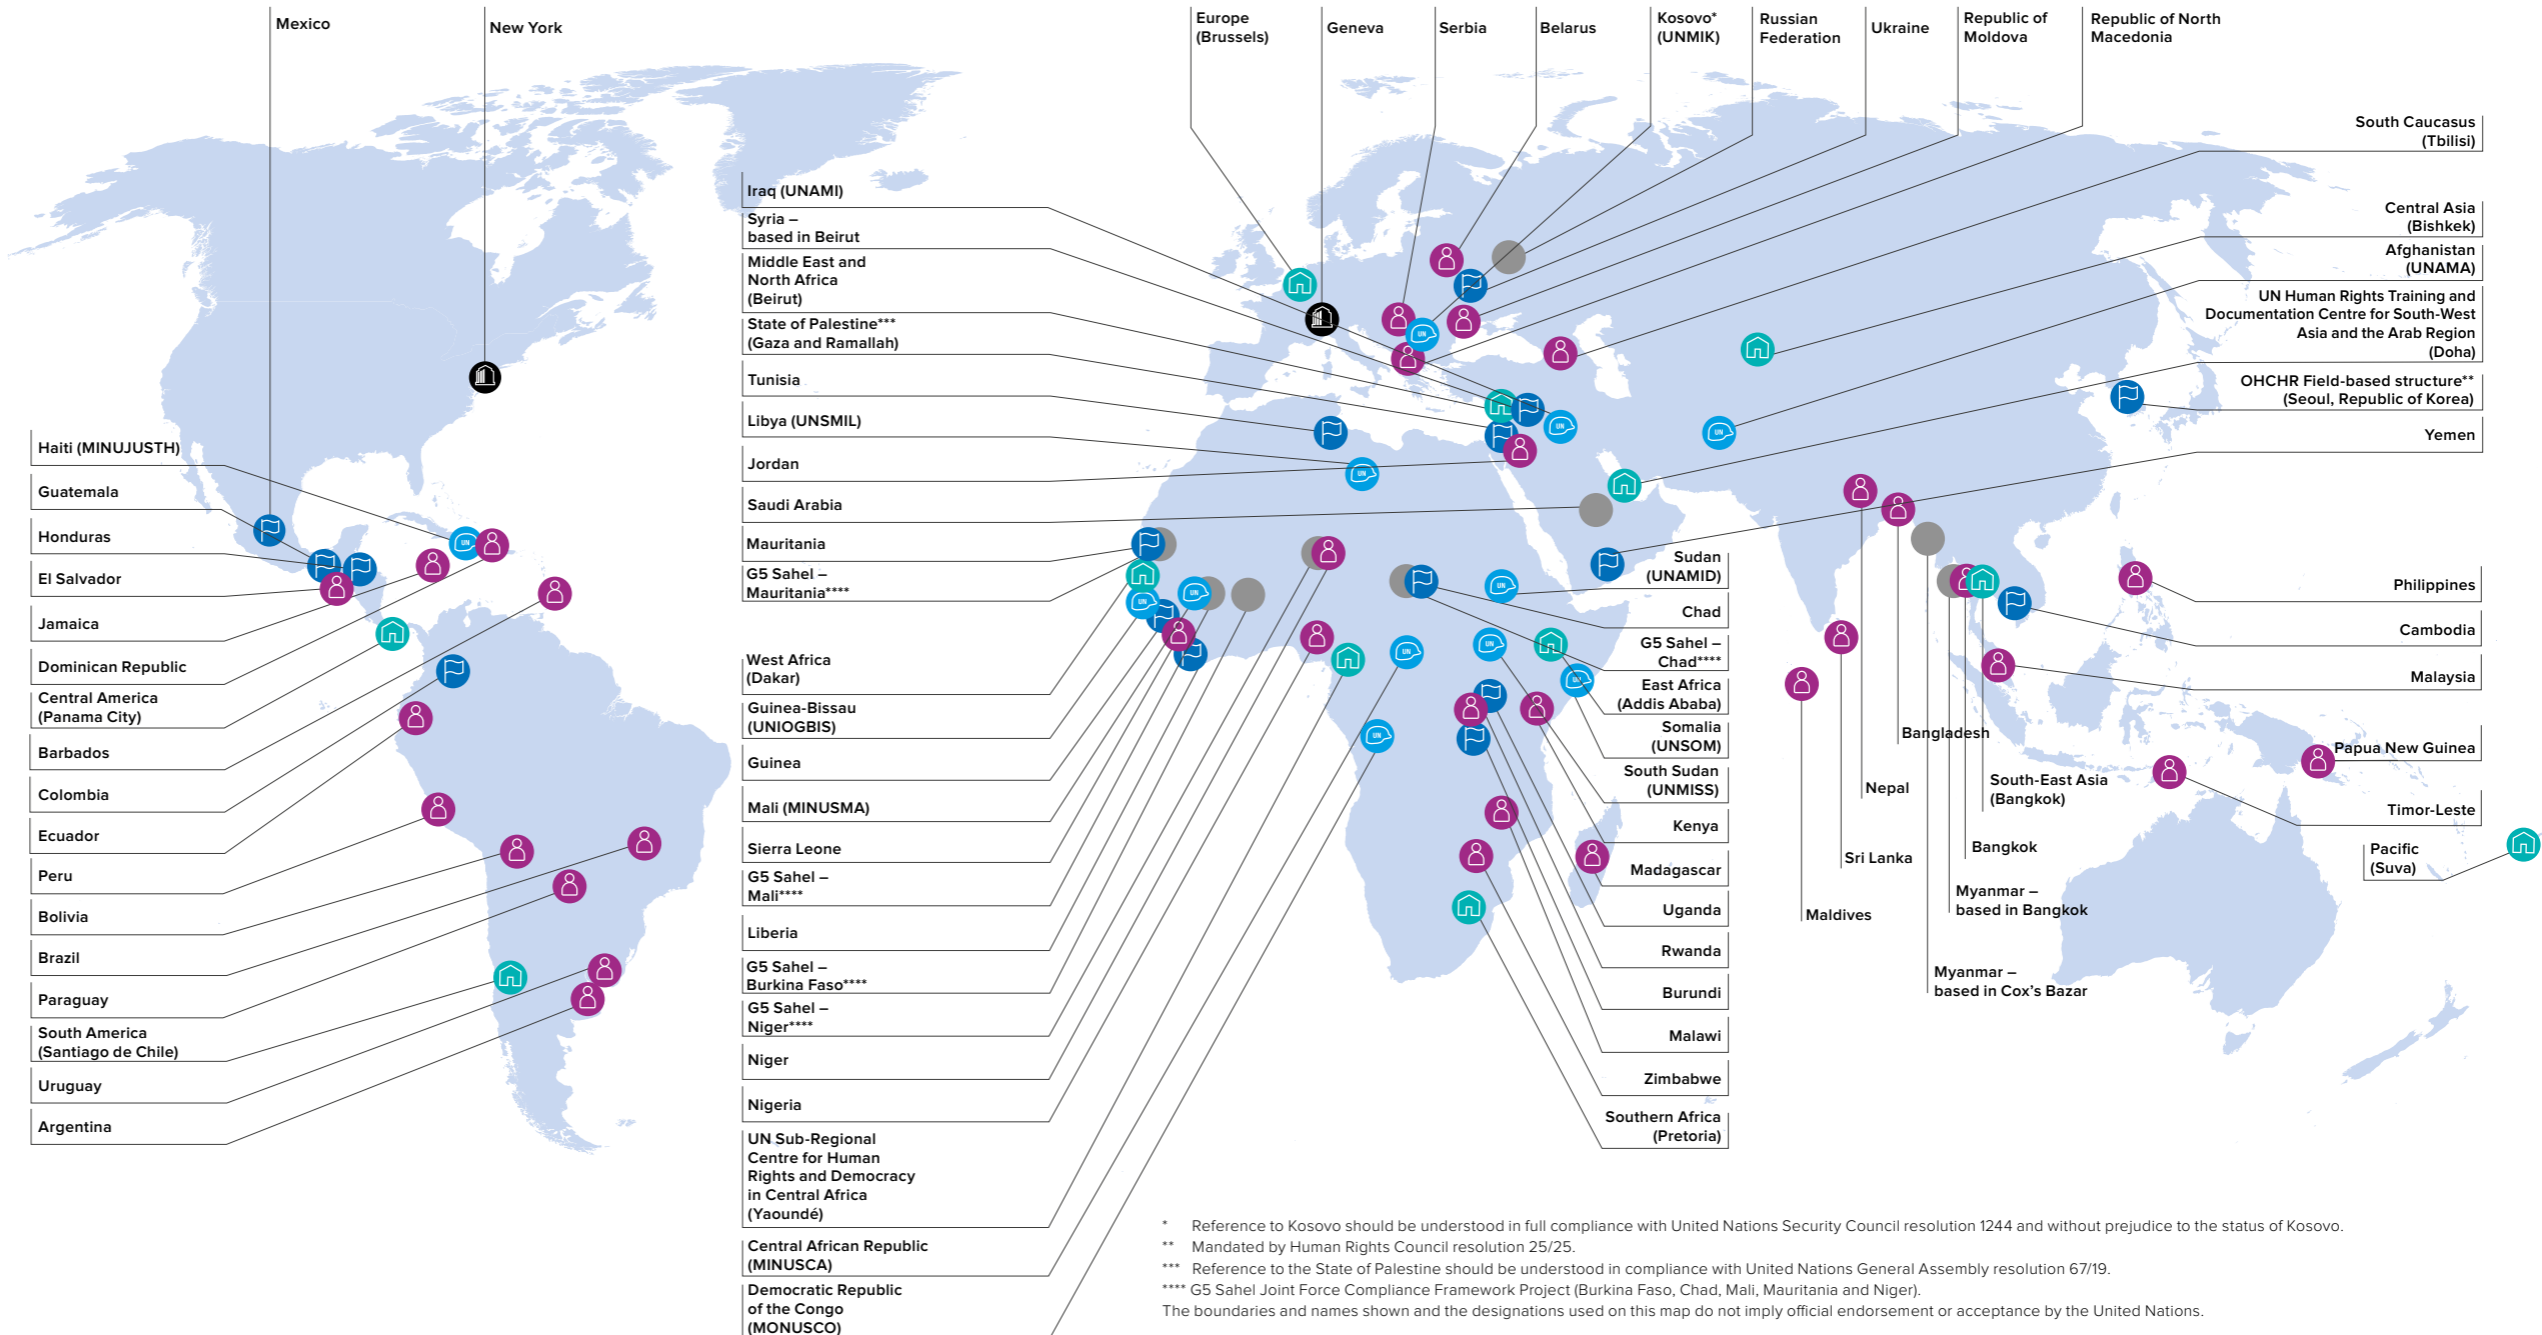 Mexico
New York
Europe
(Brussels)
Geneva
Serbia
Belarus
Kosovo*
(UNMIK)
Russian
Federation
Ukraine
Republic of
Moldova
Republic of North
Macedonia
South Caucasus
(Tbilisi)
Central Asia
(Bishkek)
Afghanistan
(UNAMA)
UN Human Rights Training and
Documentation Centre for South-West
Asia and the Arab Region
(Doha)
OHCHR Field-based structure**
(Seoul, Republic of Korea)
Yemen
Iraq (UNAMI)
Syria –
based in Beirut
Middle East and
North Africa
(Beirut)
State of Palestine***
(Gaza and Ramallah)
Tunisia
Libya (UNSMIL)
Jordan
Saudi Arabia
Mauritania
G5 Sahel –
Mauritania****
West Africa
(Dakar)
Guinea-Bissau
(UNIOGBIS)
Guinea
Mali (MINUSMA)
Sierra Leone
G5 Sahel –
Mali****
Liberia
G5 Sahel –
Burkina Faso****
G5 Sahel –
Niger****
Niger
Nigeria
UN Sub-Regional
Centre for Human
Rights and Democracy
in Central Africa
(Yaoundé)
Central African Republic
(MINUSCA)
Democratic Republic
of the Congo
(MONUSCO)
Haiti (MINUJUSTH)
Guatemala
Honduras
El Salvador
Jamaica
Dominican Republic
Central America
(Panama City)
Barbados
Colombia
Ecuador
Peru
Bolivia
Brazil
Paraguay
South America
(Santiago de Chile)
Uruguay
Argentina
Sudan
(UNAMID)
Chad
G5 Sahel –
Chad****
East Africa
(Addis Ababa)
Somalia
(UNSOM)
South Sudan
(UNMISS)
Kenya
Madagascar
Uganda
Rwanda
Burundi
Malawi
Zimbabwe
Southern Africa
(Pretoria)
Philippines
Cambodia
Malaysia
Papua New Guinea
Timor-Leste
Pacific
(Suva)
Bangladesh
Nepal
South-East Asia
(Bangkok)
Sri Lanka
Bangkok
Maldives
Myanmar –
based in Bangkok
Myanmar –
based in Cox's Bazar
UN
UN
UN
UN
UN
UN
UN
UN
UN
UN
UN
UN
* Reference to Kosovo should be understood in full compliance with United Nations Security Council resolution 1244 and without prejudice to the status of Kosovo.
** Mandated by Human Rights Council resolution 25/25.
*** Reference to the State of Palestine should be understood in compliance with United Nations General Assembly resolution 67/19.
**** G5 Sahel Joint Force Compliance Framework Project (Burkina Faso, Chad, Mali, Mauritania and Niger).
The boundaries and names shown and the designations used on this map do not imply official endorsement or acceptance by the United Nations.